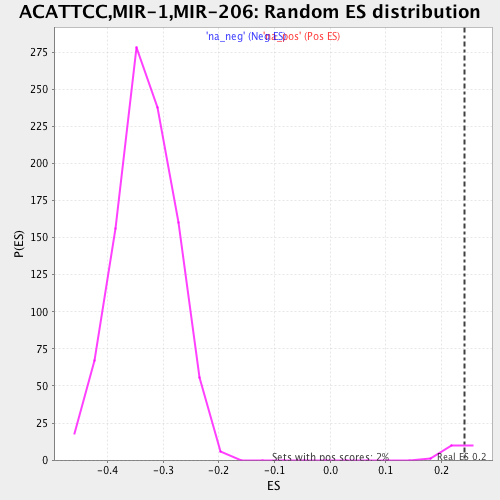 ACATTCC,MIR-1,MIR-206: Random ES distribution
'na_neg' (Neg ES) 'na_pos' (Pos ES)
275
250
225
200
175
150
125
100
75
50
25
0
P(ES)
Sets with pos scores: 2%
Real ES 0.2
-0.4 -0.3 -0.2 -0.1 0.0 0.1 0.2
ES